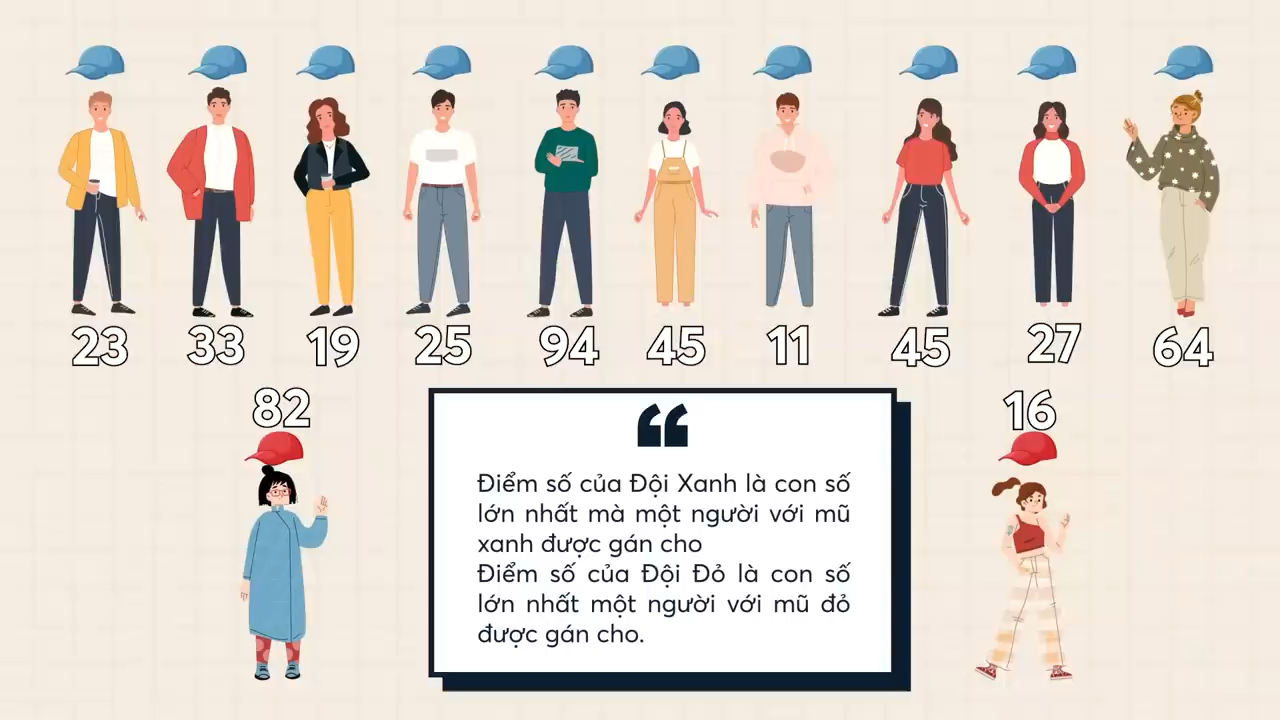 23 33 19 25 94 45 11 45 27 64
82 16
“
Điểm số của Đội Xanh là con số
lớn nhất mà một người với mũ
xanh được gán cho
Điểm số của Đội Đỏ là con số
lớn nhất một người với mũ đỏ
được gán cho.